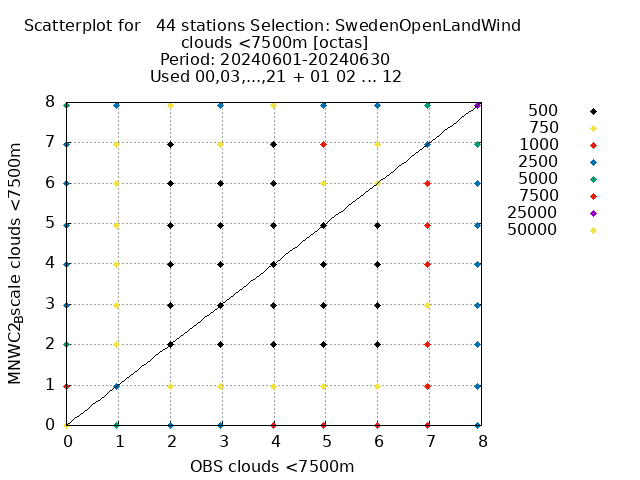 Scatterplot for   44 stations Selection: SwedenOpenLandWind
clouds <7500m [octas]
Period: 20240601-20240630
Used 00,03,...,21 + 01 02 ... 12
8
7
6
5
4
3
2
1
0
MNWC2Bscale clouds <7500m
0 1 2 3 4 5 6 7 8
OBS clouds <7500m
500
750
1000
2500
5000
7500
25000
50000